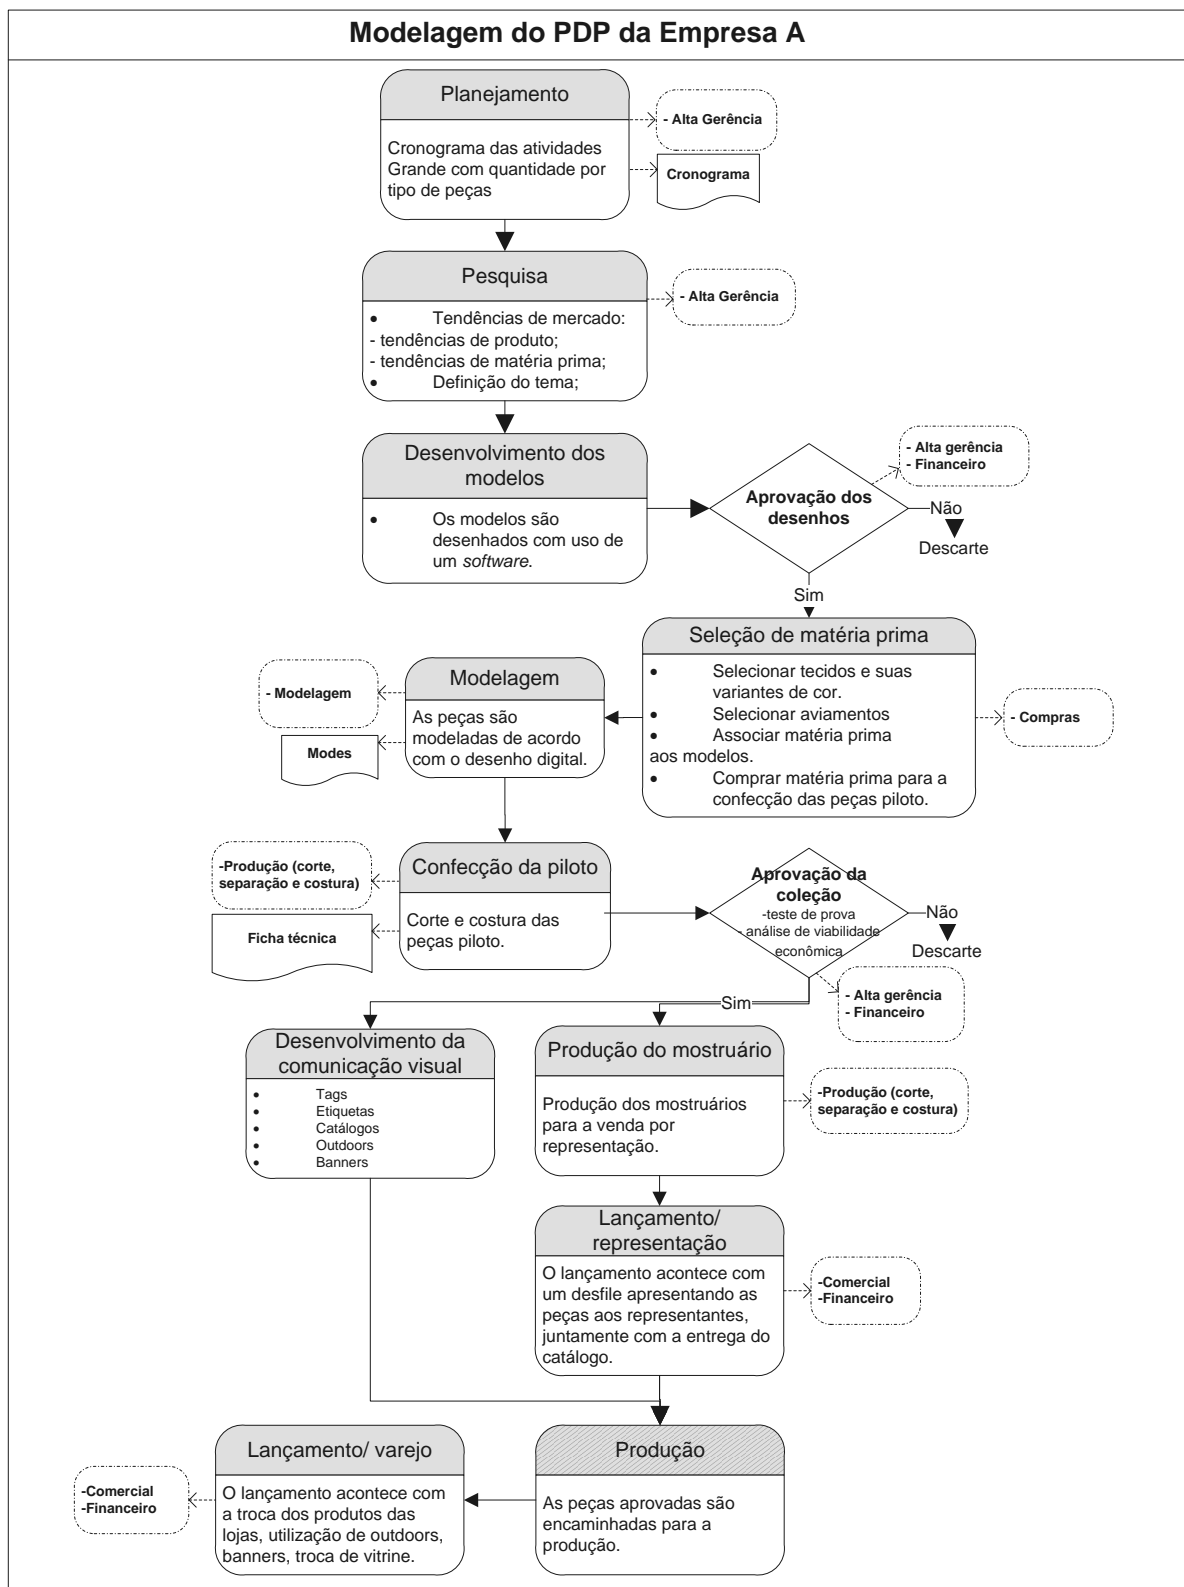 Modelagem do PDP da Empresa A
Planejamento
Cronograma das atividades
Grande com quantidade por
tipo de peças
- Alta Gerência
Cronograma
Pesquisa
• Tendências de mercado:
- tendências de produto;
- tendências de matéria prima;
• Definição do tema;
- Alta Gerência
Desenvolvimento dos
modelos
• Os modelos são
desenhados com uso de
um software.
Aprovação dos
desenhos
- Alta gerência
- Financeiro
Não
Descarte
Sim
Seleção de matéria prima
• Selecionar tecidos e suas
variantes de cor.
• Selecionar aviamentos
• Associar matéria prima
aos modelos.
• Comprar matéria prima para a
confecção das peças piloto.
- Compras
Modelagem
As peças são
modeladas de acordo
com o desenho digital.
- Modelagem
Modes
Confecção da piloto
Corte e costura das
peças piloto.
-Produção (corte,
separação e costura)
Ficha técnica
Aprovação da
coleção
-teste de prova
- análise de viabilidade
econômica
Não
Descarte
- Alta gerência
- Financeiro
Sim
Desenvolvimento da
comunicação visual
• Tags
• Etiquetas
• Catálogos
• Outdoors
• Banners
Produção do mostruário
Produção dos mostruários
para a venda por
representação.
-Produção (corte,
separação e costura)
Lançamento/
representação
O lançamento acontece com
um desfile apresentando as
peças aos representantes,
juntamente com a entrega do
catálogo.
-Comercial
-Financeiro
Produção
As peças aprovadas são
encaminhadas para a
produção.
Lançamento/ varejo
O lançamento acontece com
a troca dos produtos das
lojas, utilização de outdoors,
banners, troca de vitrine.
-Comercial
-Financeiro